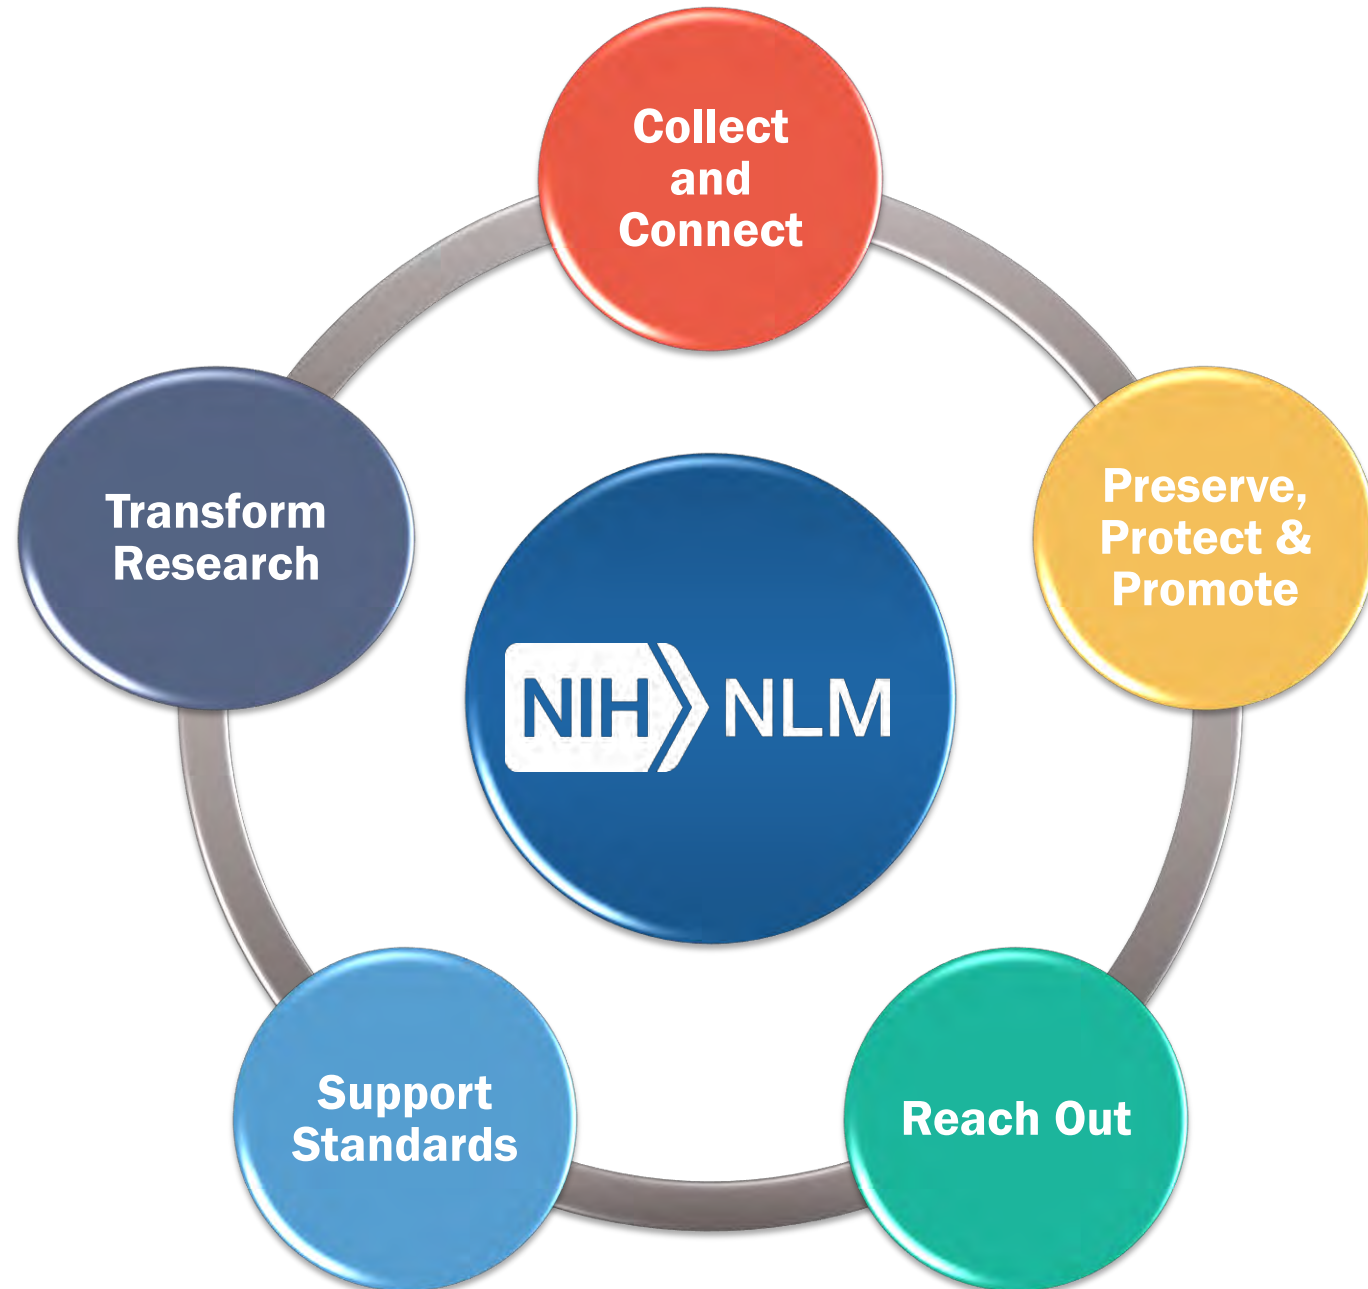 Collect
and
Connect
Preserve,
Protect &
Promote
Reach Out
Support
Standards
Transform
Research
NIH NLM